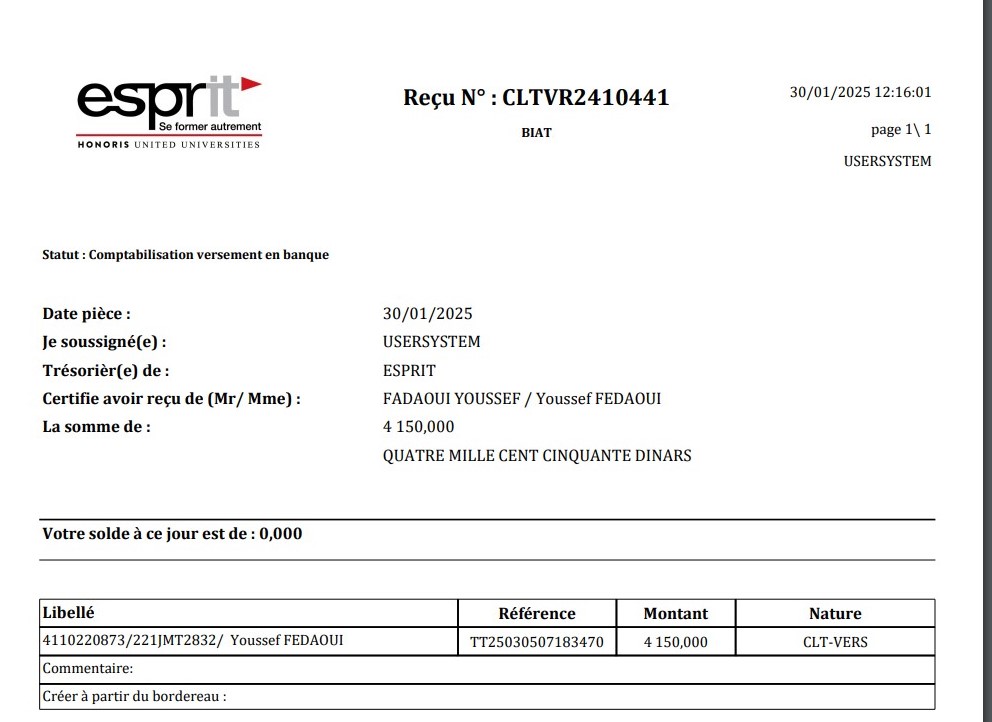 esprit
Se former autrement
HONORIS UNITED UNIVERSITIES
Reçu N° : CLTVR2410441
BIAT
30/01/2025 12:16:01
page 1\ 1
USERSYSTEM
Statut : Comptabilisation versement en banque
Date pièce : 30/01/2025
Je soussigné(e) : USERSYSTEM
Trésorièr(e) de : ESPRIT
Certifie avoir reçu de (Mr/ Mme) : FADAOUI YOUSSEF / Youssef FEDAOUI
La somme de : 4 150,000
QUATRE MILLE CENT CINQUANTE DINARS
Votre solde à ce jour est de : 0,000
Libellé Référence Montant Nature
4110220873/221JMT2832/ Youssef FEDAOUI TT25030507183470 4 150,000 CLT-VERS
Commentaire:
Créer à partir du bordereau :